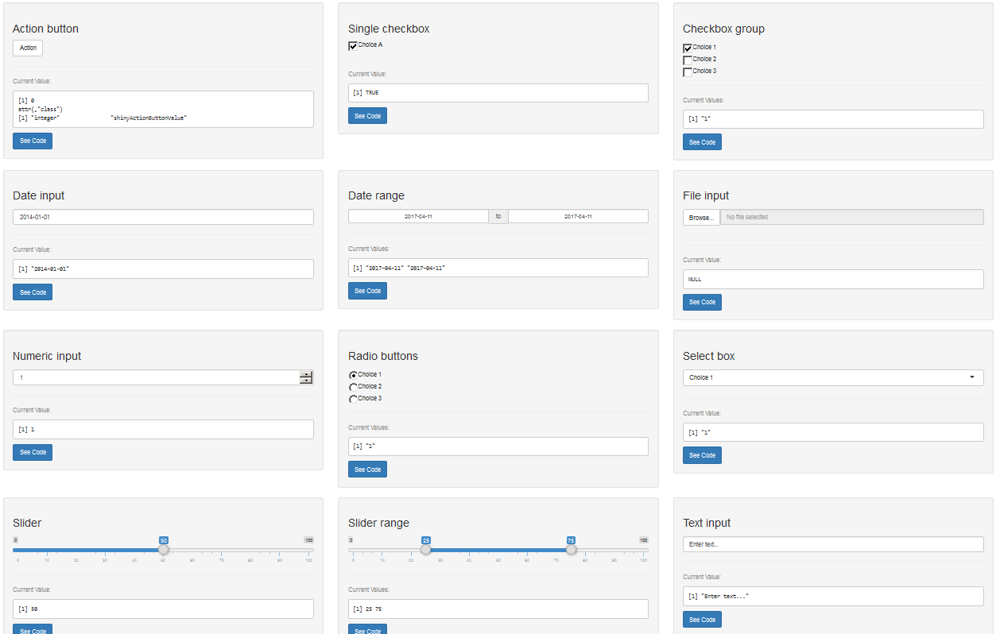 Action button
Action
Current Value:
[1] 0
attr(,"class")
[1] "integer" "shinyActionButtonValue"
See Code
Single checkbox
Choice A
Current Value:
[1] TRUE
See Code
Checkbox group
Choice 1
Choice 2
Choice 3
Current Values:
[1] "1"
See Code
Date input
2014-01-01
Current Value:
[1] "2014-01-01"
See Code
Date range
2017-04-11 to 2017-04-11
Current Values:
[1] "2017-04-11" "2017-04-11"
See Code
File input
Browse... No file selected
Current Value:
NULL
See Code
Numeric input
1
Current Value:
[1] 1
See Code
Radio buttons
Choice 1
Choice 2
Choice 3
Current Values:
[1] "1"
See Code
Select box
Choice 1
Current Value:
[1] "1"
See Code
Slider
0 50 100
0 10 20 30 40 50 60 70 80 90 100
Current Value:
[1] 50
See Code
Slider range
0 25 75 100
0 10 20 30 40 50 60 70 80 90 100
Current Values:
[1] 25 75
See Code
Text input
Enter text...
Current Value:
[1] "Enter text..."
See Code